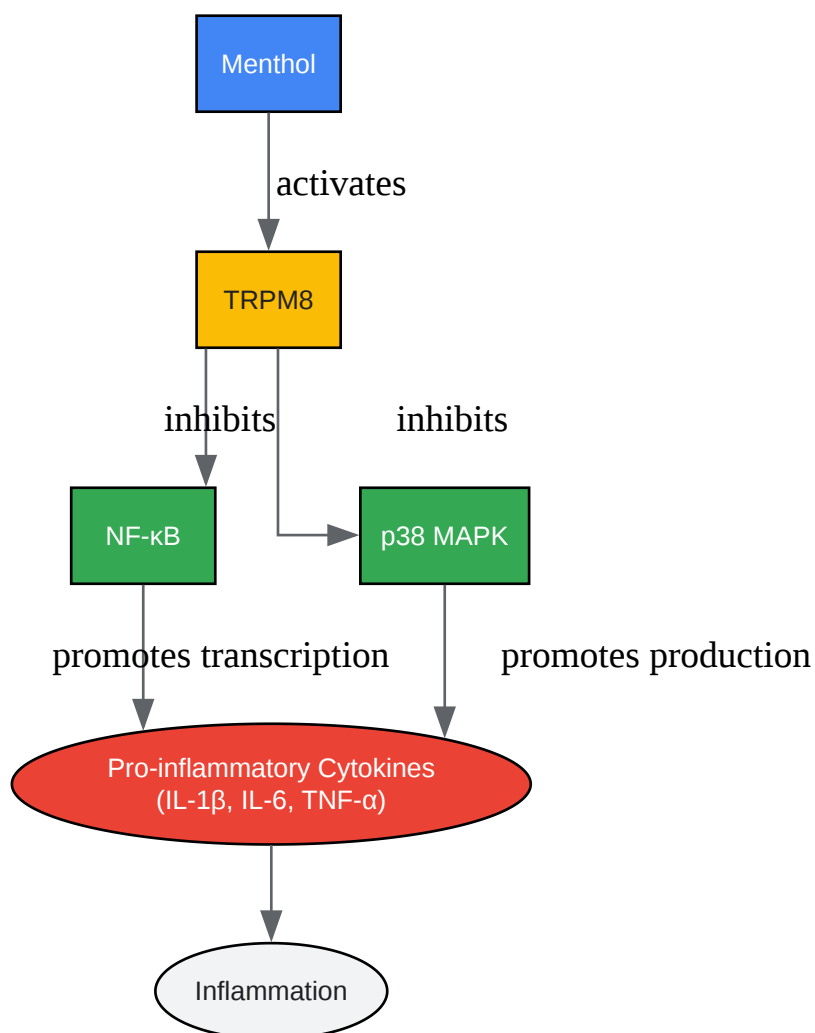 Menthol
activates
TRPM8
inhibits
inhibits
NF-κB
p38 MAPK
promotes transcription
promotes production
Pro-inflammatory Cytokines
(IL-1β, IL-6, TNF-α)
Inflammation